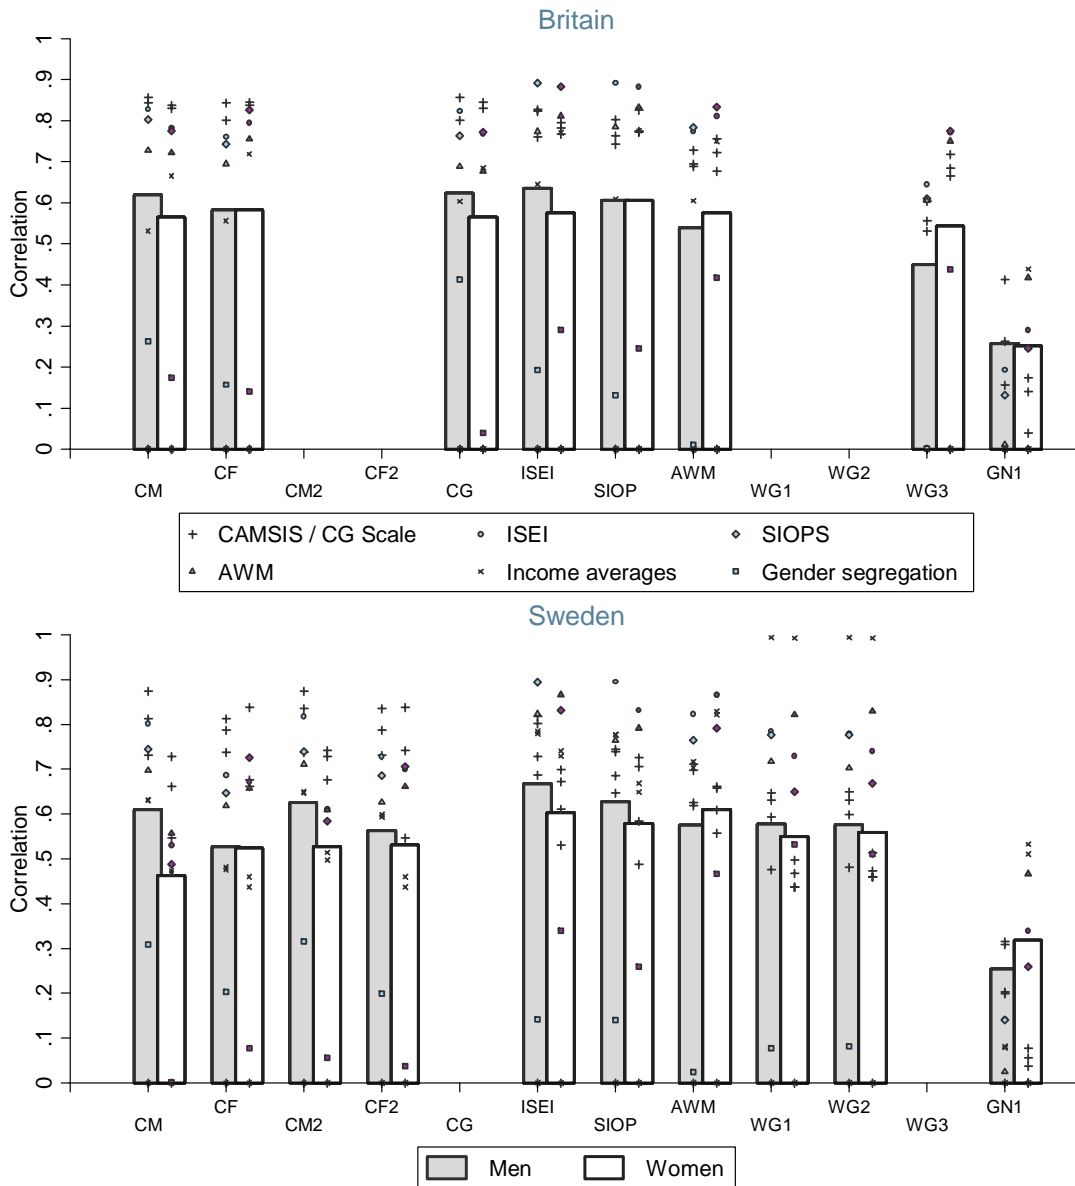 Britain
1
.9
.8
.7
.6
.5
.4
.3
.2
.1
0
Correlation
CF CF2 ISEI AWM WG2 GN1
CM CM2 CG SIOP WG1 WG3
CAMSIS / CG Scale ISEI SIOPS
AWM Income averages Gender segregation
Sweden
1
.9
.8
.7
.6
.5
.4
.3
.2
.1
0
Correlation
CF CF2 ISEI AWM WG2 GN1
CM CM2 CG SIOP WG1 WG3
Men Women